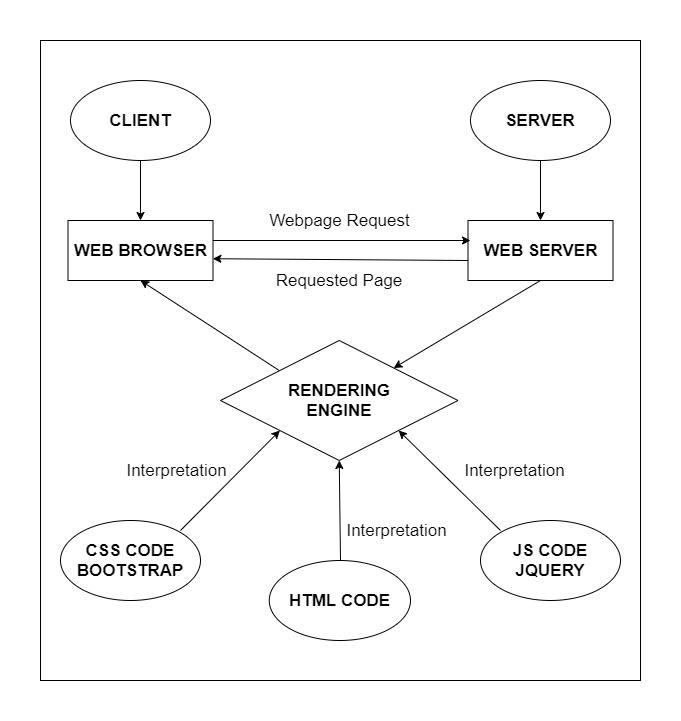 CLIENT
SERVER
Webpage Request
WEB BROWSER
WEB SERVER
Requested Page
RENDERING
ENGINE
Interpretation
Interpretation
Interpretation
CSS CODE
BOOTSTRAP
JS CODE
JQUERY
HTML CODE